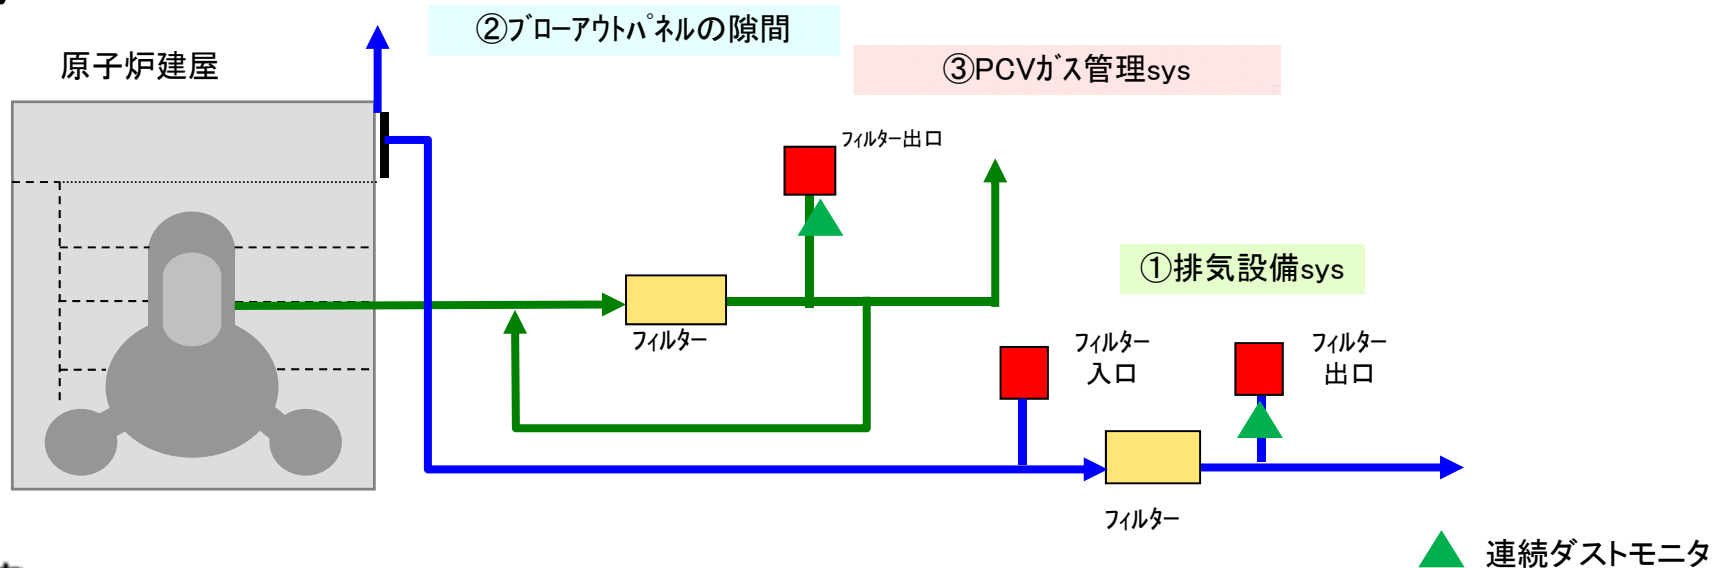 ②ﾌﾞﾛｰｱｳﾄﾊﾟﾈﾙの隙間
原子炉建屋
③PCVｶﾞｽ管理sys
ﾌｨﾙﾀｰ出口
①排気設備sys
ﾌｨﾙﾀｰ
ﾌｨﾙﾀｰ
入口
ﾌｨﾙﾀｰ
出口
ﾌｨﾙﾀｰ
連続ダストモニタ